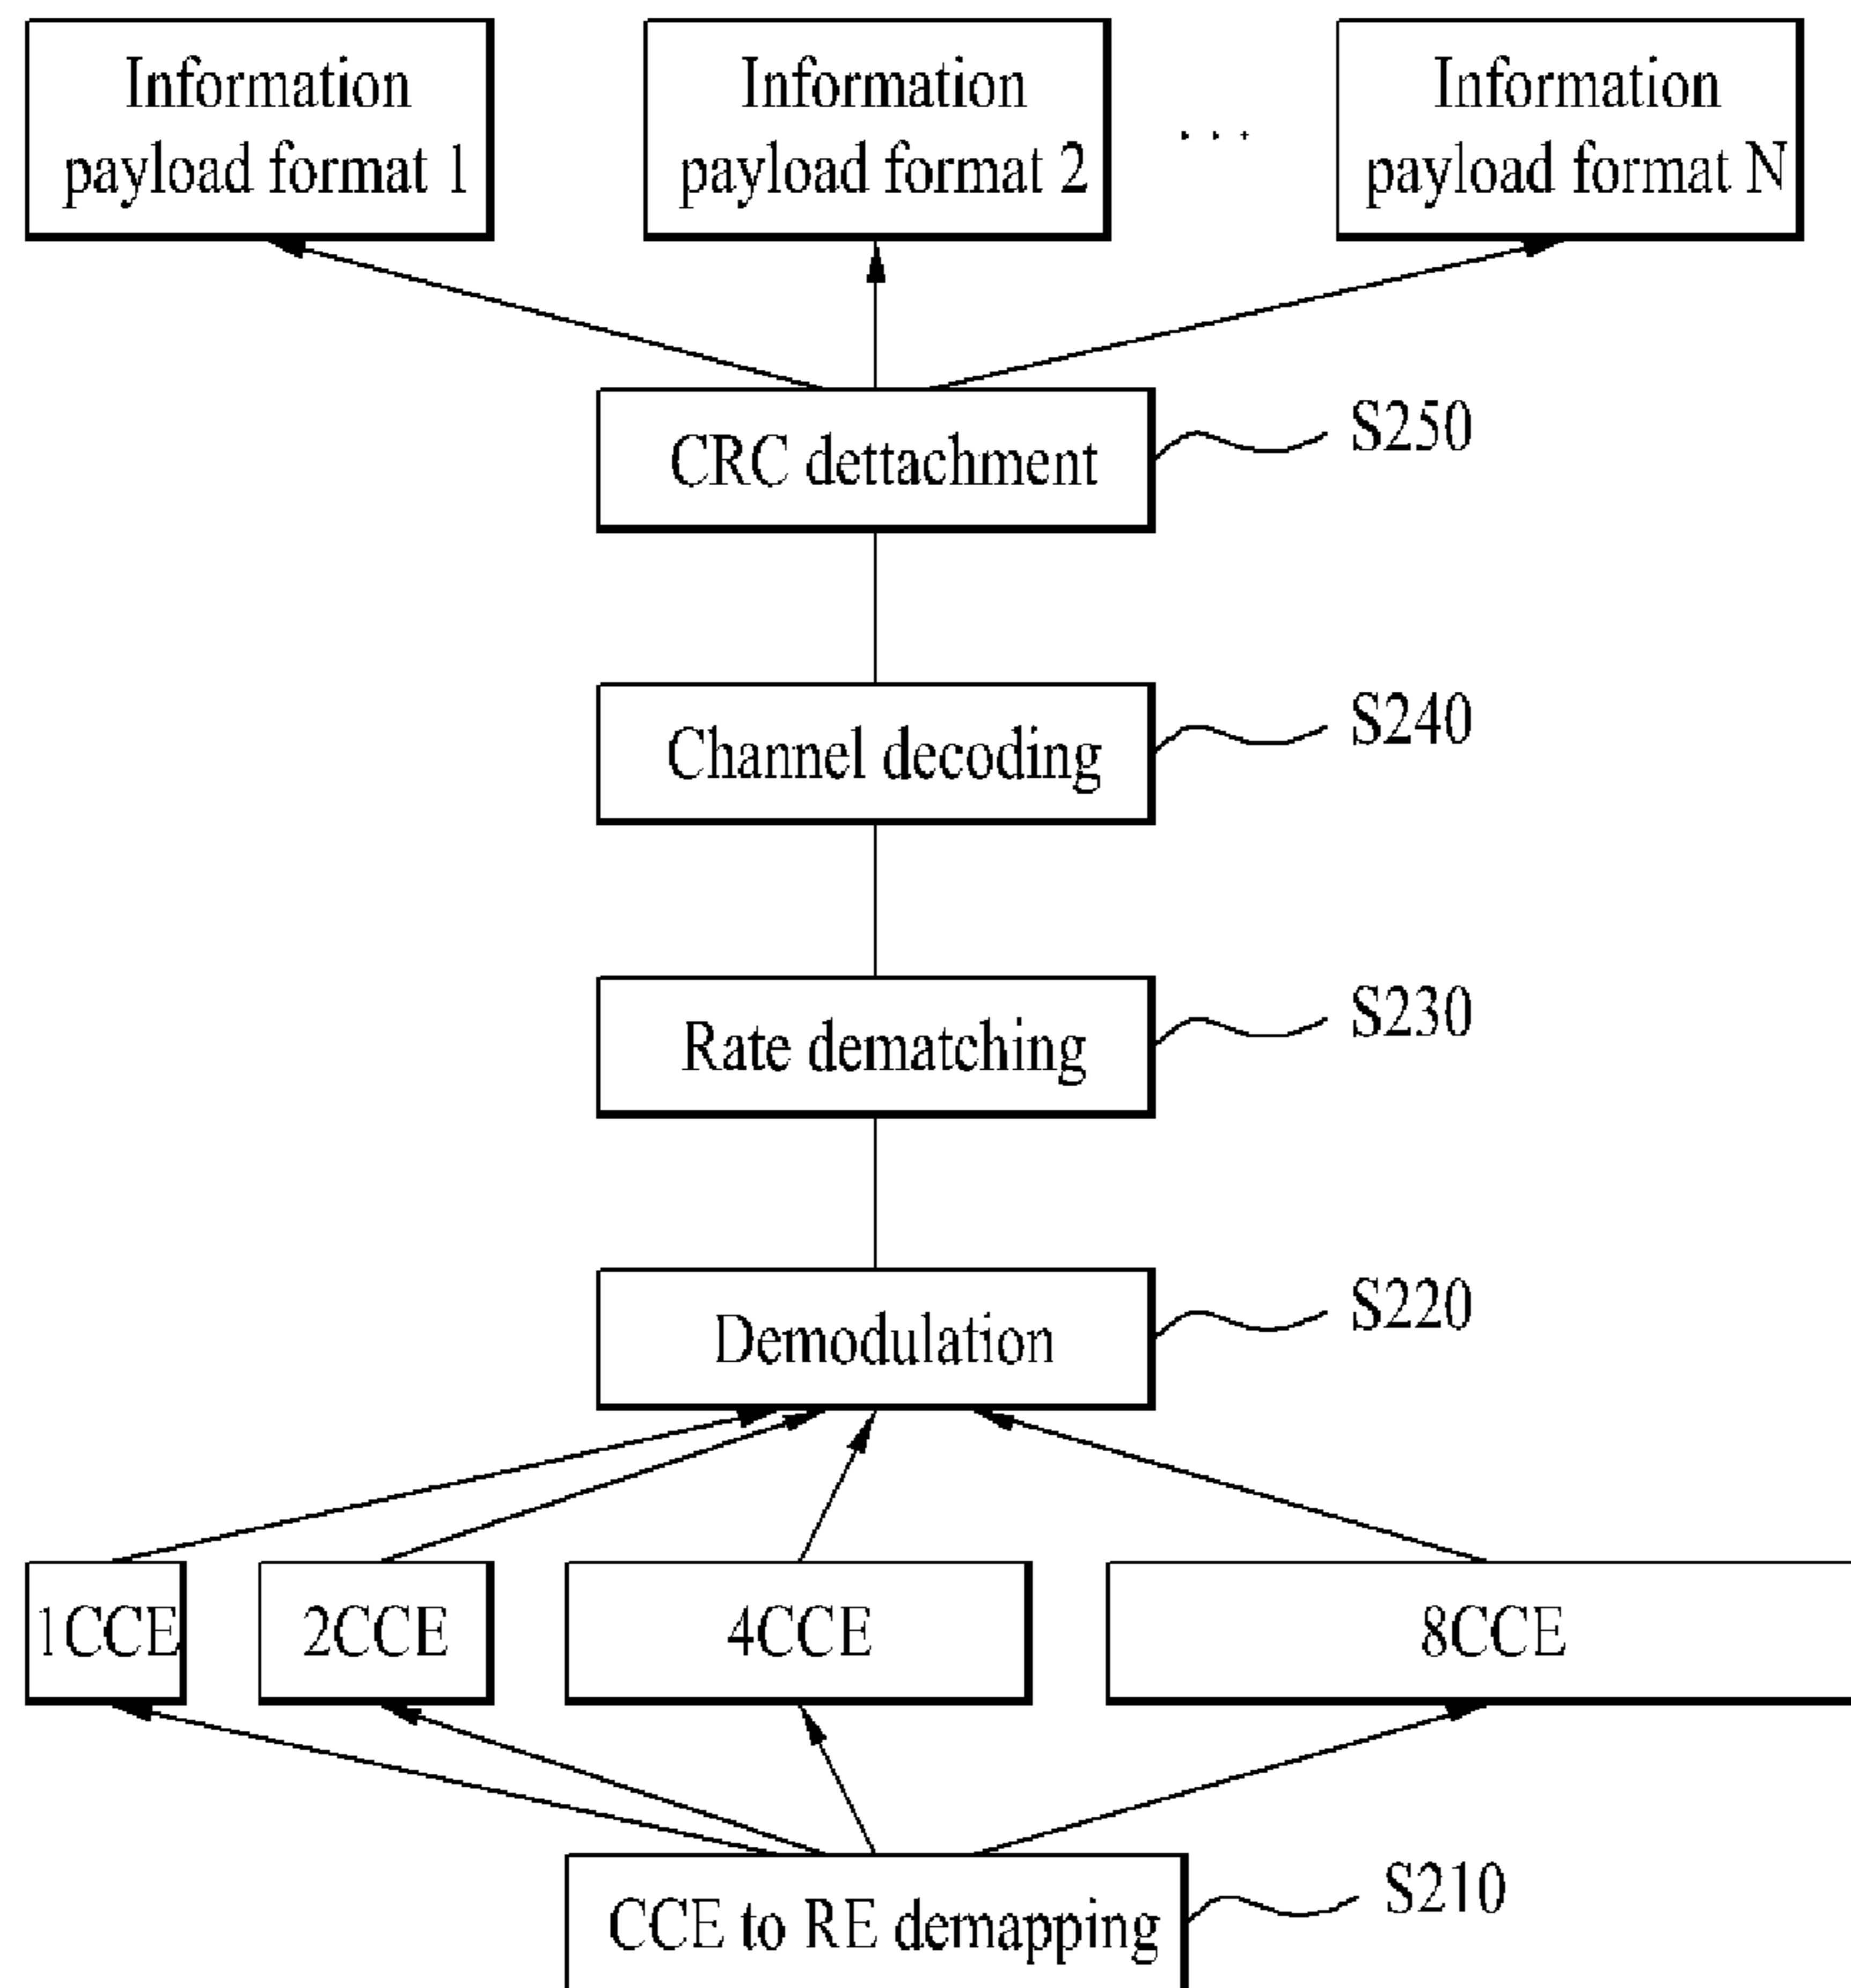 Information
payload format 1
Information
payload format 2
. . .
Information
payload format N
CRC dettachment
S250
Channel decoding
S240
Rate dematching
S230
Demodulation
S220
1CCE
2CCE
4CCE
8CCE
CCE to RE demapping
S210